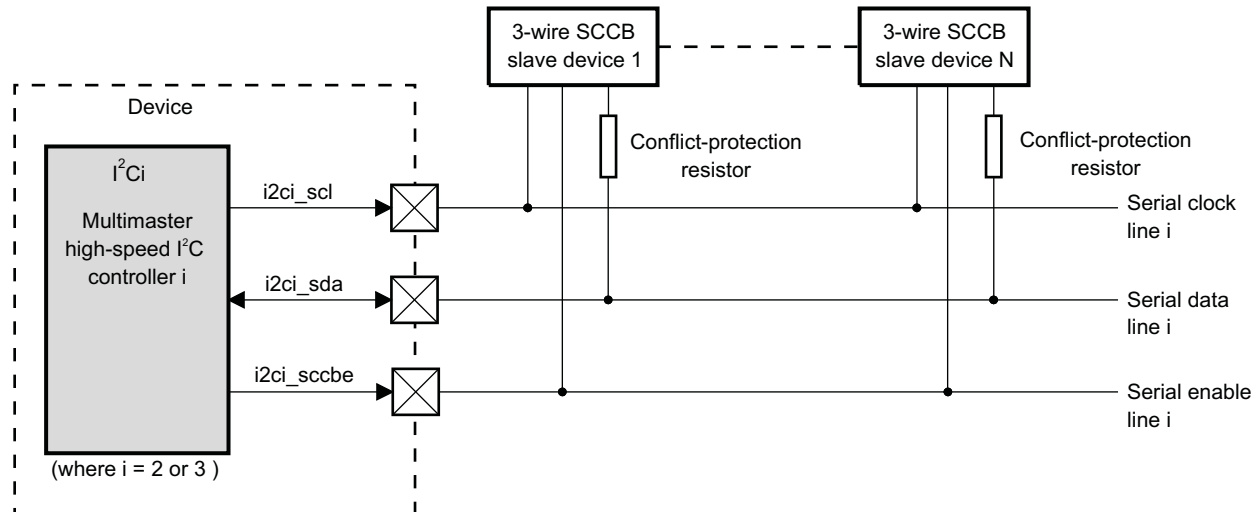 3-wire SCCB
slave device 1
3-wire SCCB
slave device N
Device
Conflict-protection
resistor
Conflict-protection
resistor
I²Ci
Multimaster
high-speed I²C
controller i
i2ci_scl
Serial clock
line i
i2ci_sda
Serial data
line i
i2ci_sccbe
Serial enable
line i
(where i = 2 or 3 )